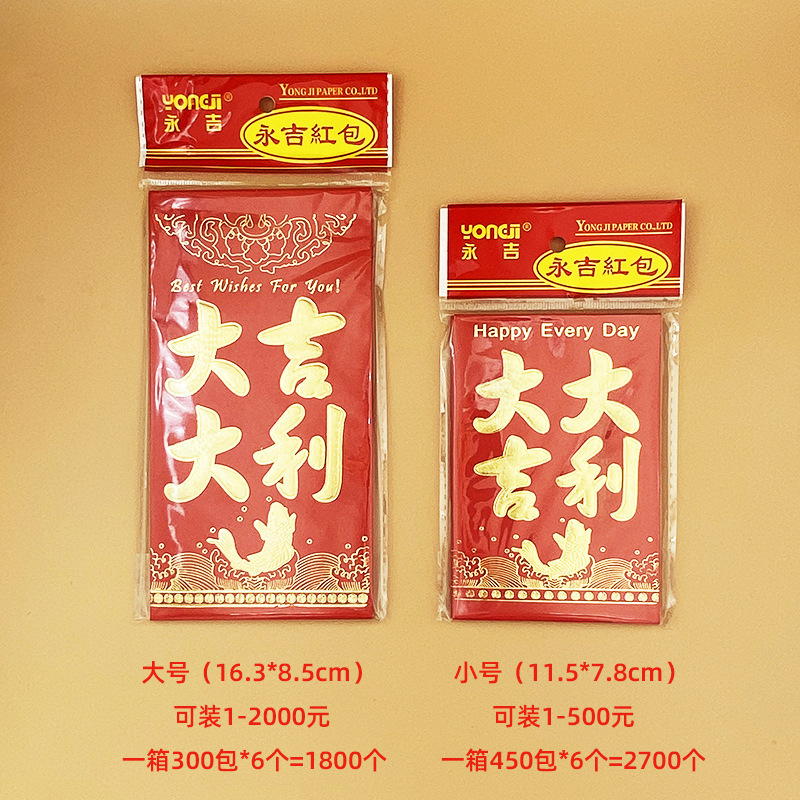 YONGJI®
永吉
YONG JI PAPER CO.,LTD
永吉紅包
Best Wishes For You!
大吉
大利
大号（16.3*8.5cm）
可装1-2000元
一箱300包*6个=1800个
YONGJI®
永吉
YONG JI PAPER CO.,LTD
永吉紅包
Happy Every Day
大大
吉利
小号（11.5*7.8cm）
可装1-500元
一箱450包*6个=2700个